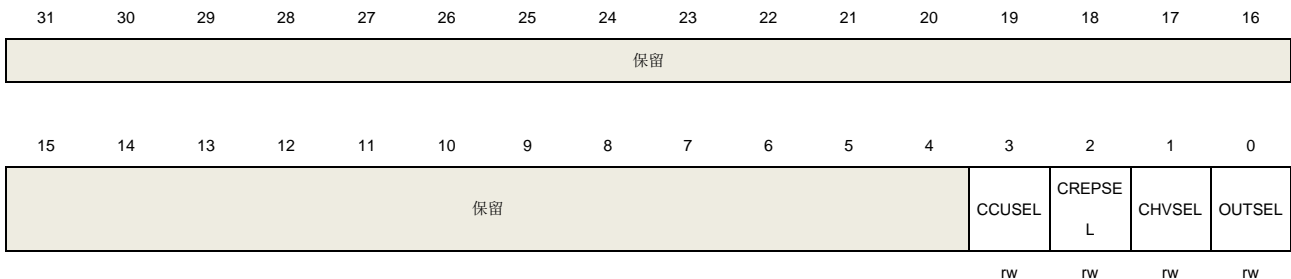 31 30 29 28 27 26 25 24 23 22 21 20 19 18 17 16
保留
15 14 13 12 11 10 9 8 7 6 5 4 3 2 1 0
保留 CCUSEL CREPSE CHVSEL OUTSEL
L
rw rw rw rw